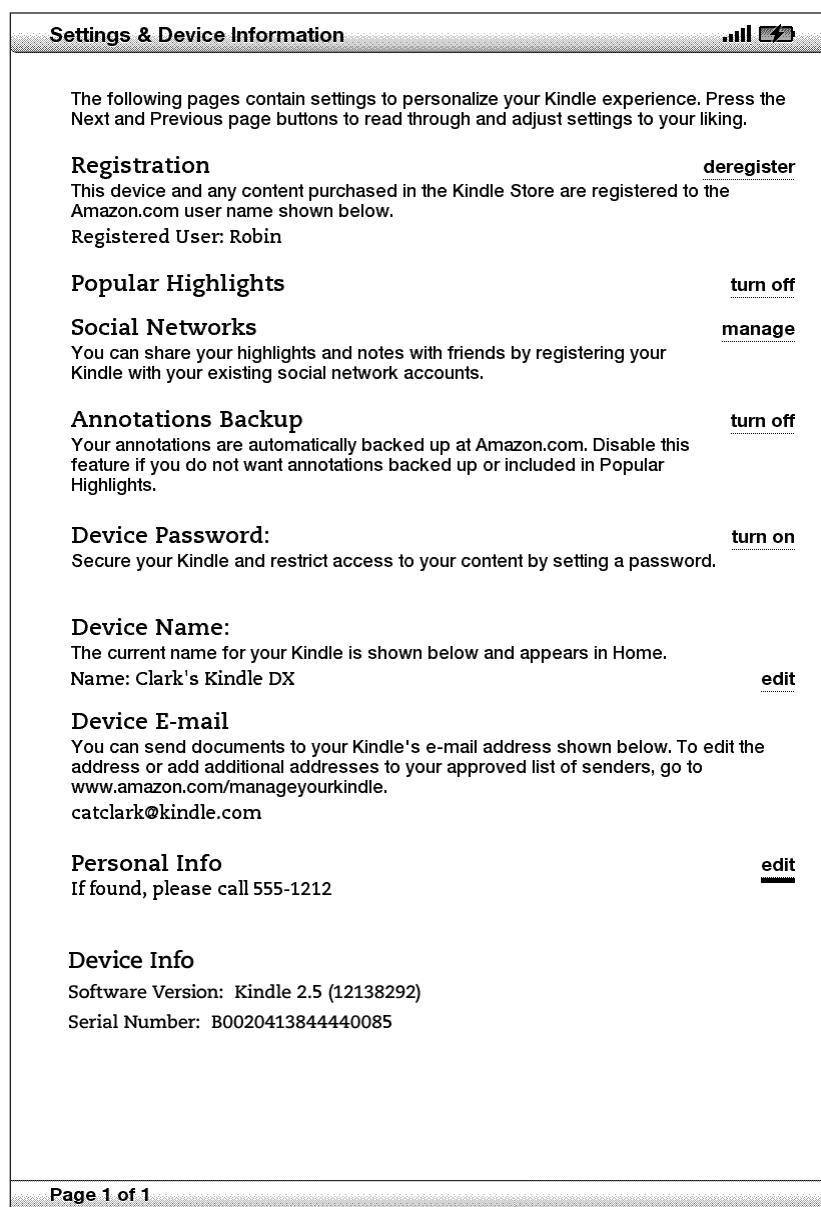 Settings & Device Information
The following pages contain settings to personalize your Kindle experience. Press the
Next and Previous page buttons to read through and adjust settings to your liking.
Registration deregister
This device and any content purchased in the Kindle Store are registered to the
Amazon.com user name shown below.
Registered User: Robin
Popular Highlights turn off
Social Networks manage
You can share your highlights and notes with friends by registering your
Kindle with your existing social network accounts.
Annotations Backup turn off
Your annotations are automatically backed up at Amazon.com. Disable this
feature if you do not want annotations backed up or included in Popular
Highlights.
Device Password: turn on
Secure your Kindle and restrict access to your content by setting a password.
Device Name:
The current name for your Kindle is shown below and appears in Home.
Name: Clark's Kindle DX edit
Device E-mail
You can send documents to your Kindle's e-mail address shown below. To edit the
address or add additional addresses to your approved list of senders, go to
www.amazon.com/manageyourkindle.
catclark@kindle.com
Personal Info edit
If found, please call 555-1212
Device Info
Software Version: Kindle 2.5 (12138292)
Serial Number: B0020413844440085
Page 1 of 1